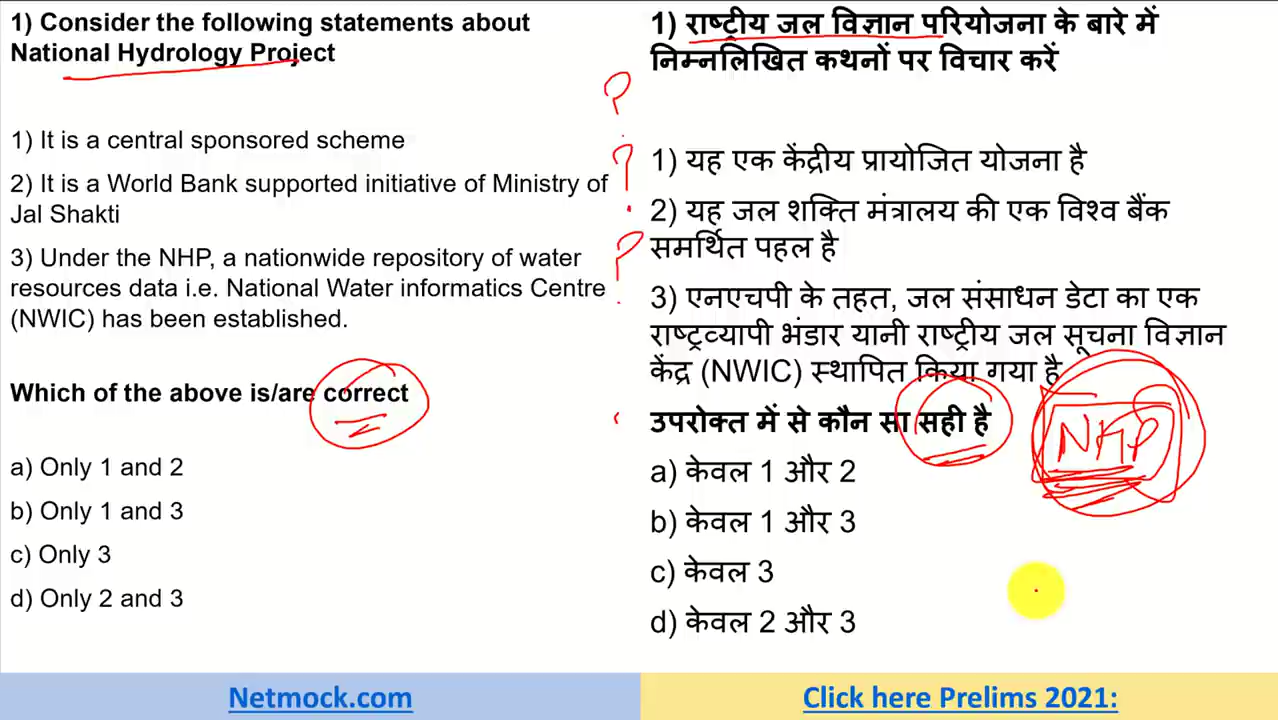 1) Consider the following statements about
National Hydrology Project
1) It is a central sponsored scheme
2) It is a World Bank supported initiative of Ministry of
Jal Shakti
3) Under the NHP, a nationwide repository of water
resources data i.e. National Water informatics Centre
(NWIC) has been established.
Which of the above is/are correct
a) Only 1 and 2
b) Only 1 and 3
c) Only 3
d) Only 2 and 3
?
?
?
1) राष्ट्रीय जल विज्ञान परियोजना के बारे में
निम्नलिखित कथनों पर विचार करें
1) यह एक केंद्रीय प्रायोजित योजना है
2) यह जल शक्ति मंत्रालय की एक विश्व बैंक
समर्थित पहल है
3) एनएचपी के तहत, जल संसाधन डेटा का एक
राष्ट्रव्यापी भंडार यानी राष्ट्रीय जल सूचना विज्ञान
केंद्र (NWIC) स्थापित किया गया है
उपरोक्त में से कौन सा सही है
NHP
a) केवल 1 और 2
b) केवल 1 और 3
c) केवल 3
d) केवल 2 और 3
Netmock.com
Click here Prelims 2021: